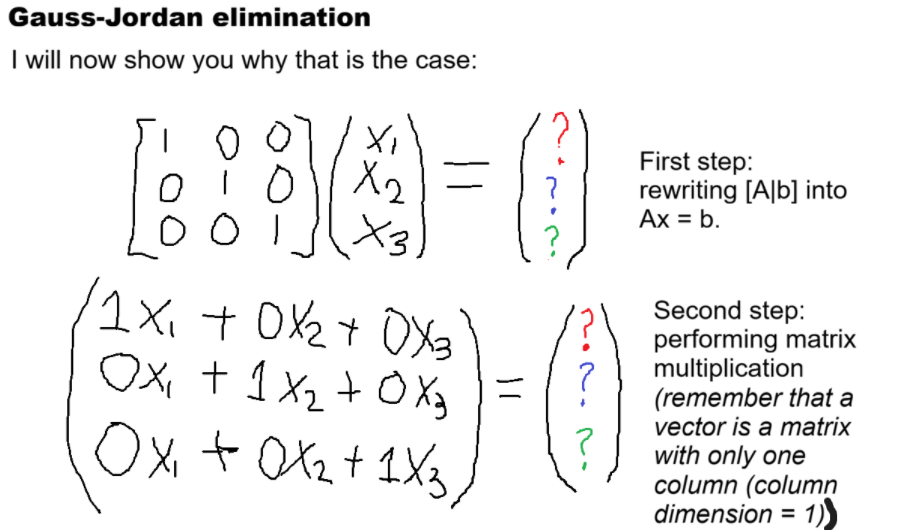 Gauss-Jordan elimination
I will now show you why that is the case:
[1 0 0] (x₁) = (?)
[0 1 0] (x₂) = (?)
[0 0 1] (x₃) = (?)
First step:
rewriting [A|b] into
Ax = b.
(1x₁ + 0x₂ + 0x₃) = (?)
(0x₁ + 1x₂ + 0x₃) = (?)
(0x₁ + 0x₂ + 1x₃) = (?)
Second step:
performing matrix
multiplication
(remember that a
vector is a matrix
with only one
column (column
dimension = 1))